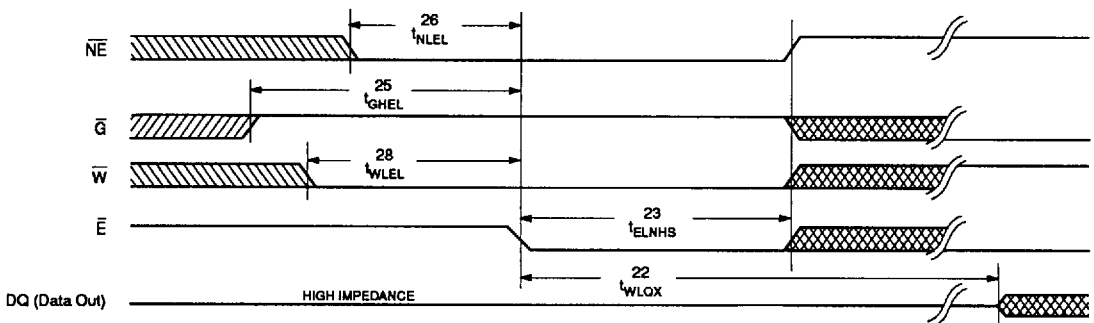 26
tNLEL
NE
25
tGHEL
G
28
tWLEL
W
23
tELNHS
E
22
tWLQX
DQ (Data Out)
HIGH IMPEDANCE